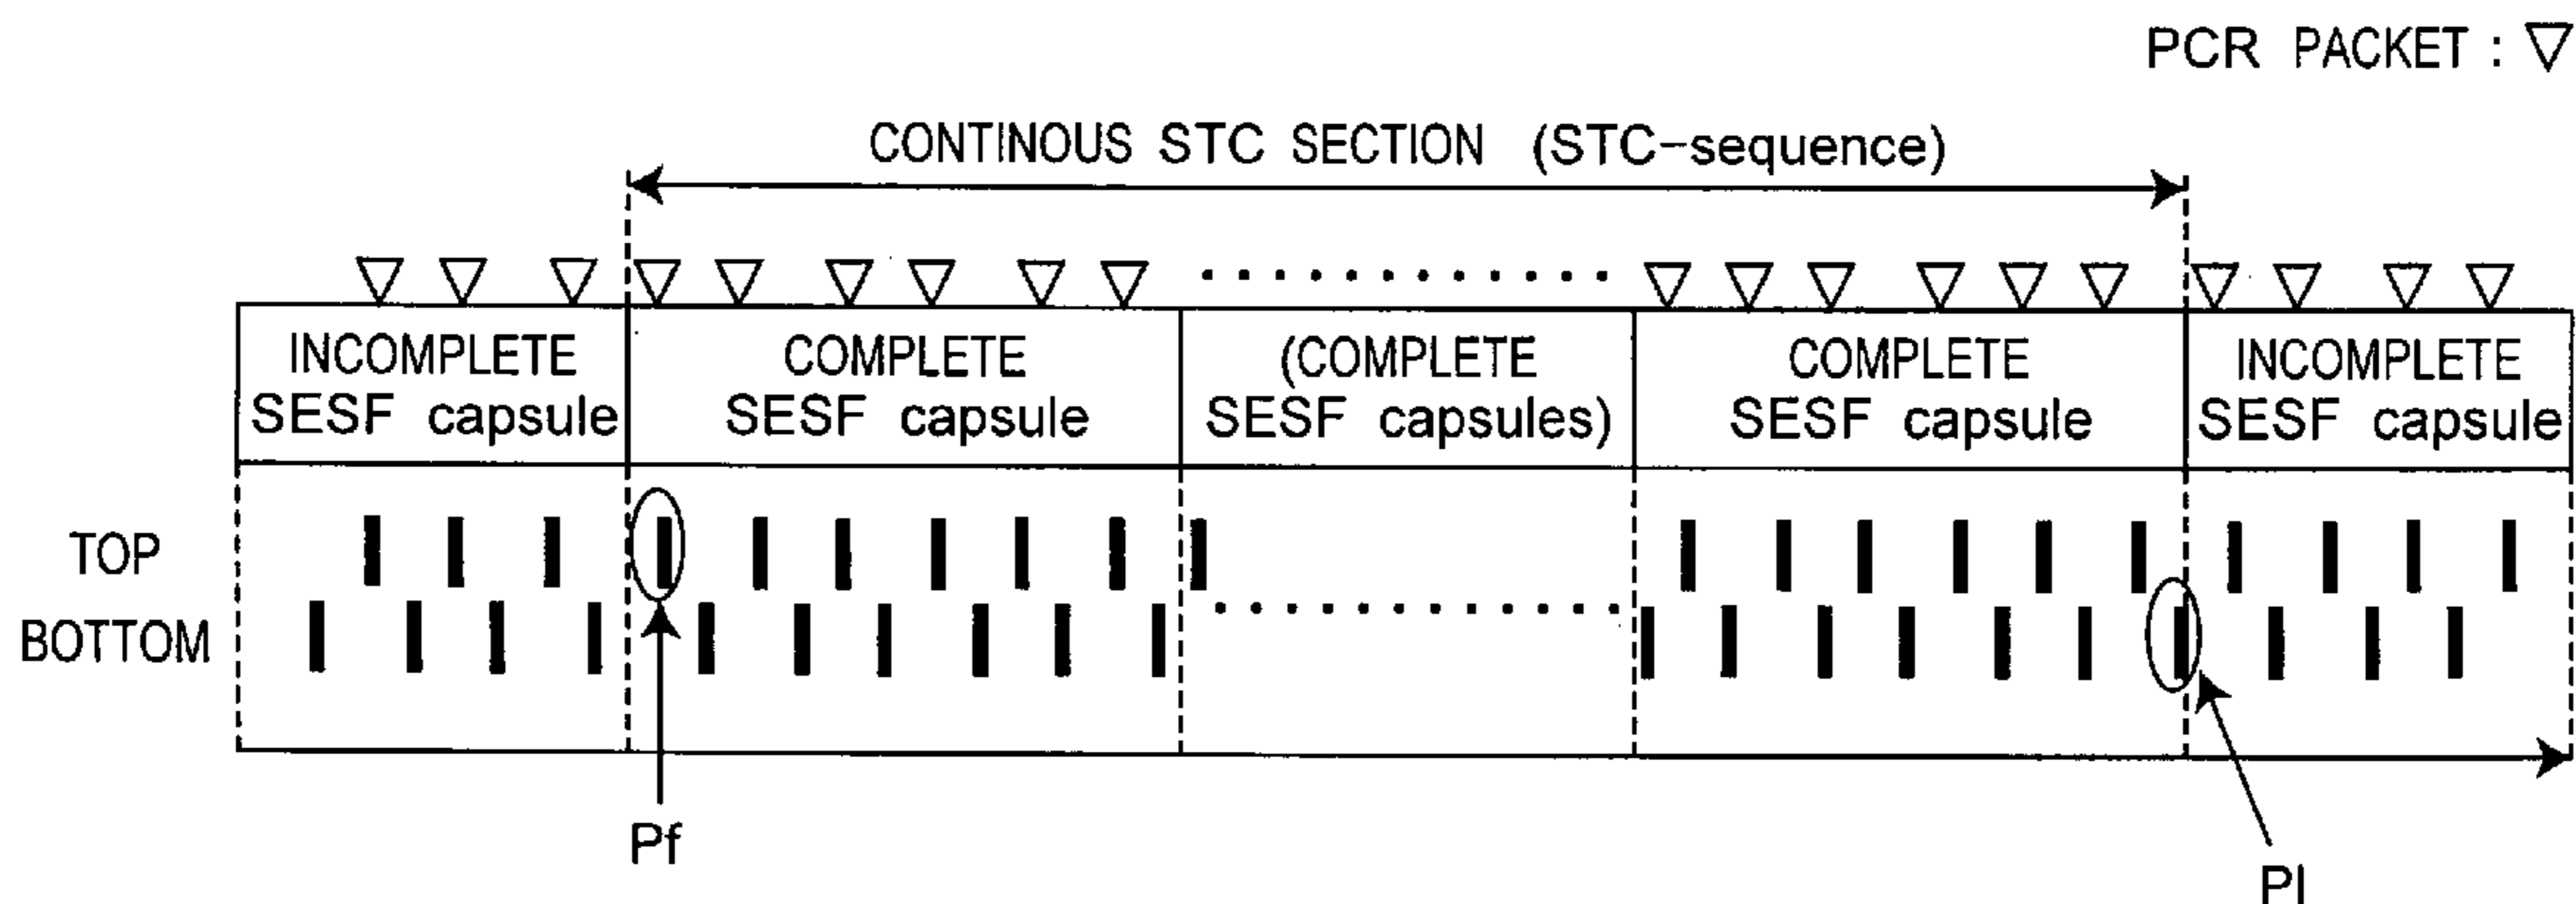 PCR PACKET : ▽
CONTINOUS STC SECTION (STC-sequence)
INCOMPLETE
SESF capsule
COMPLETE
SESF capsule
(COMPLETE
SESF capsules)
COMPLETE
SESF capsule
INCOMPLETE
SESF capsule
TOP
BOTTOM
Pf
Pl